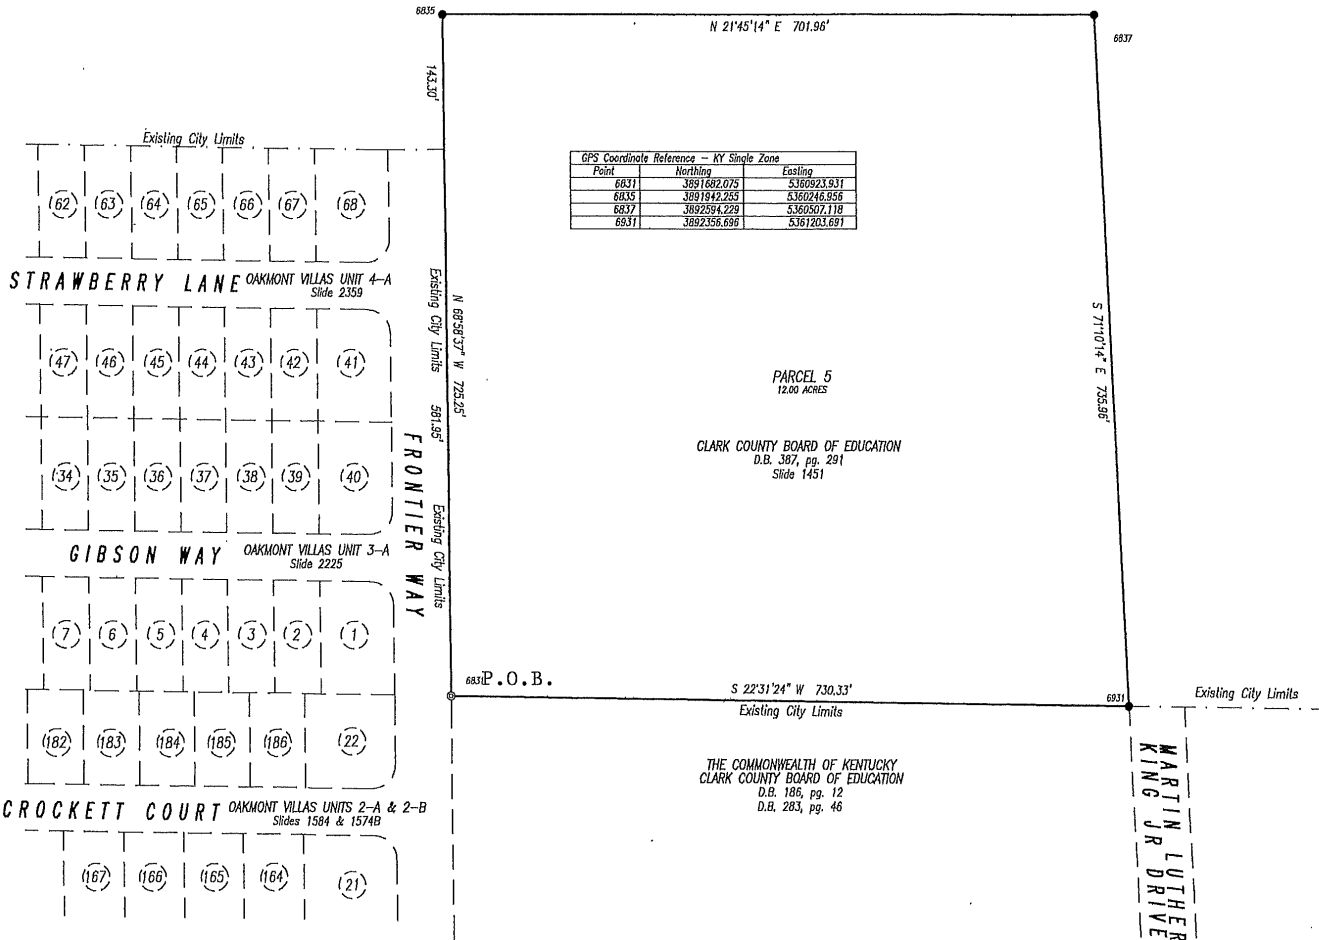 6835
N 21°45'14" E 701.96'
6837
143.30'
Existing City Limits
GPS Coordinate Reference – KY Single Zone
Point Northing Easting
6831 3891682.075 5360923.931
6835 3891942.255 5360246.956
6837 3892594.229 5360507.118
6931 3892356.696 5361203.691
62 63 64 65 66 67 68
STRAWBERRY LANE
OAKMONT VILLAS UNIT 4–A
Slide 2359
Existing City Limits
N 68°58'37" W 725.25'
S 71°10'14" E 735.96'
47 46 45 44 43 42 41
PARCEL 5
12.00 ACRES
581.95'
FRONTIER WAY
CLARK COUNTY BOARD OF EDUCATION
D.B. 387, pg. 291
Slide 1451
34 35 36 37 38 39 40
Existing City Limits
GIBSON WAY
OAKMONT VILLAS UNIT 3–A
Slide 2225
7 6 5 4 3 2 1
6831
P.O.B.
S 22°31'24" W 730.33'
Existing City Limits
6931
Existing City Limits
182 183 184 185 186 22
THE COMMONWEALTH OF KENTUCKY
CLARK COUNTY BOARD OF EDUCATION
D.B. 186, pg. 12
D.B. 283, pg. 46
MARTIN LUTHER
KING JR DRIVE
CROCKETT COURT
OAKMONT VILLAS UNITS 2–A & 2–B
Slides 1584 & 1574B
167 166 165 164 21